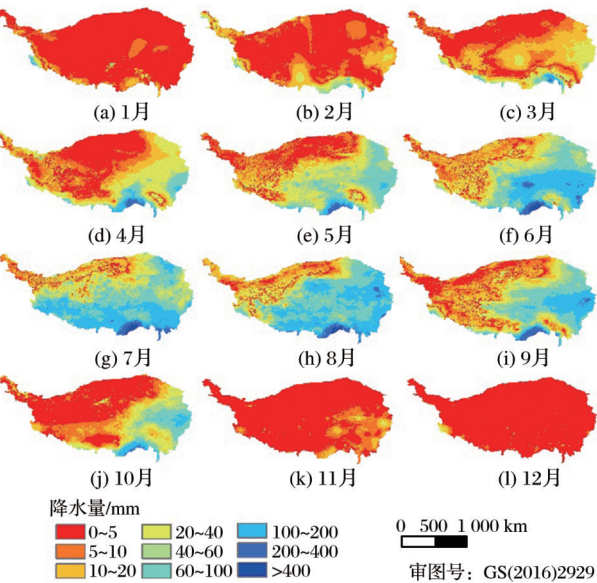 (a) 1月
(b) 2月
(c) 3月
(d) 4月
(e) 5月
(f) 6月
(g) 7月
(h) 8月
(i) 9月
(j) 10月
(k) 11月
(l) 12月
降水量/mm
0~5
20~40
100~200
5~10
40~60
200~400
10~20
60~100
>400
0 500 1 000 km
审图号：GS(2016)2929